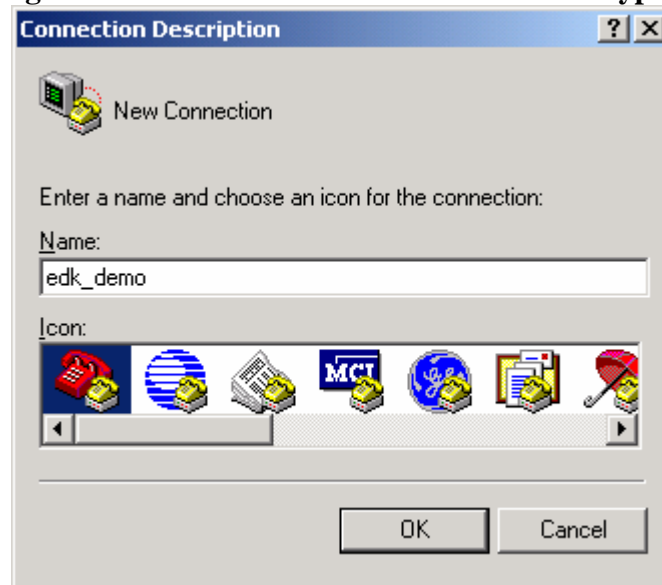 Connection Description
New Connection
Enter a name and choose an icon for the connection:
Name:
edk_demo
Icon:
MCI
OK Cancel